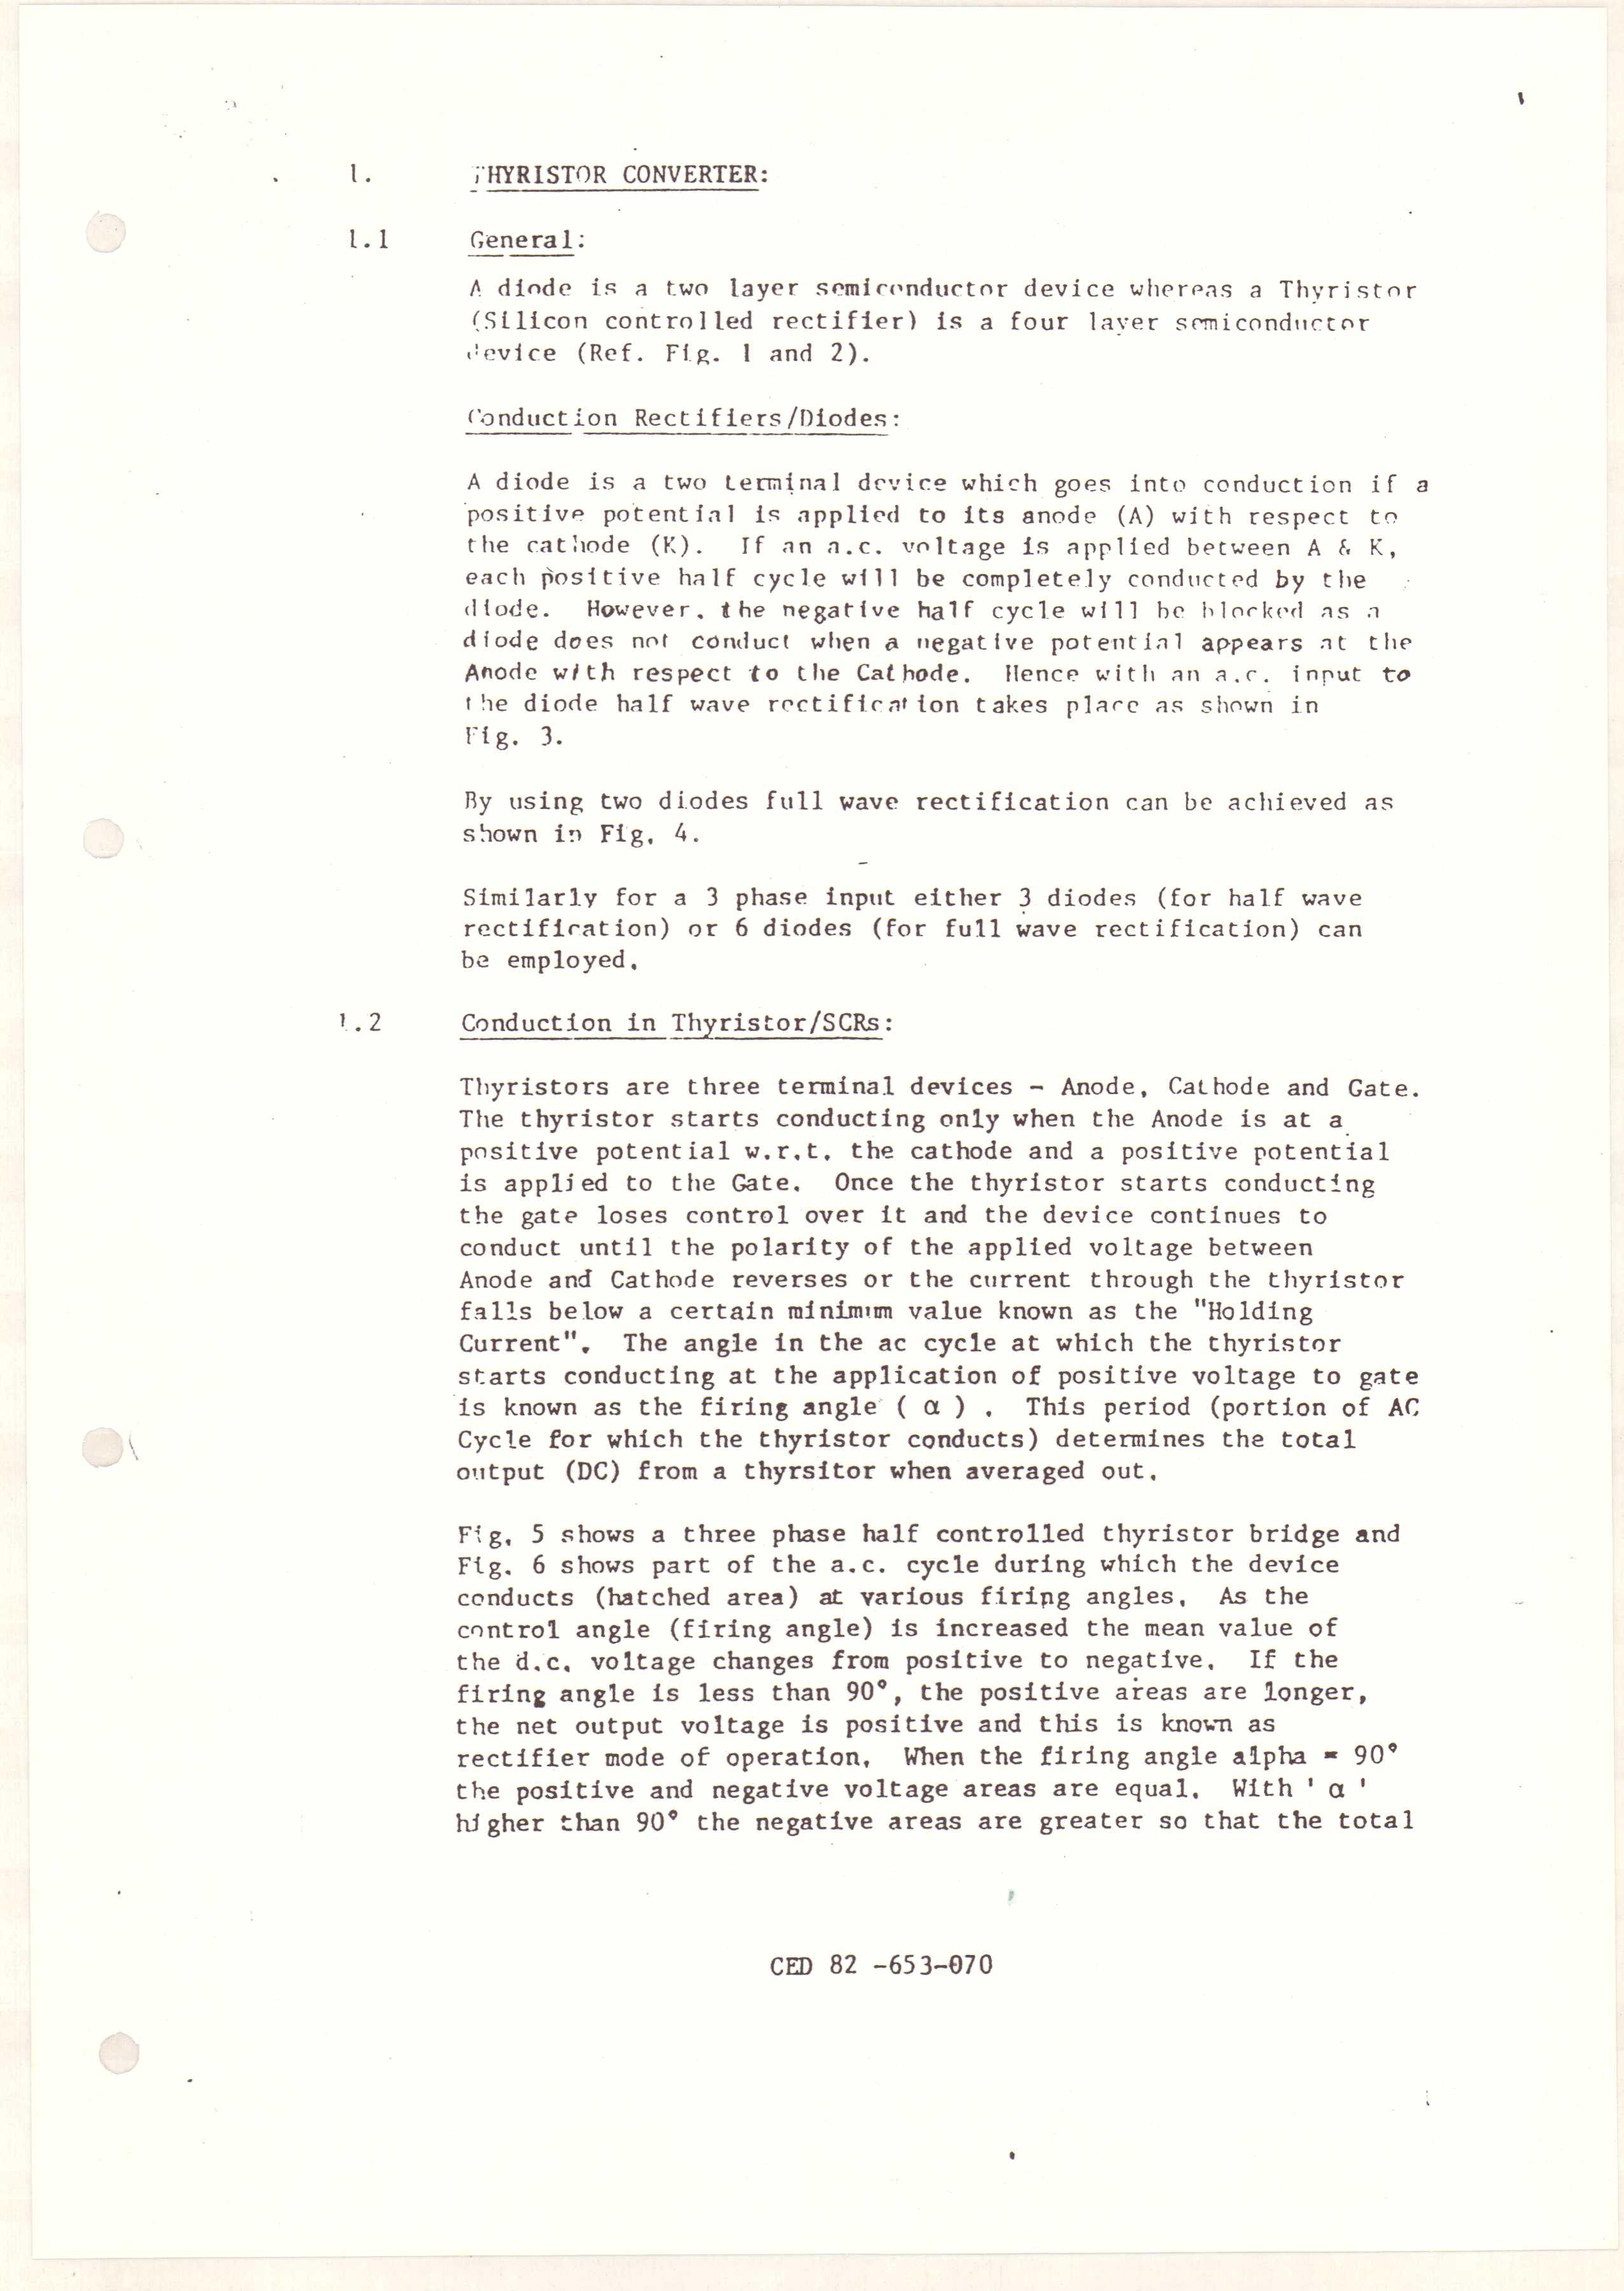 1. THYRISTOR CONVERTER:
1.1 General:
A diode is a two layer semiconductor device whereas a Thyristor
(Silicon controlled rectifier) is a four layer semiconductor
device (Ref. Fig. 1 and 2).
Conduction Rectifiers/Diodes:
A diode is a two terminal device which goes into conduction if a
positive potential is applied to its anode (A) with respect to
the cathode (K). If an a.c. voltage is applied between A & K,
each positive half cycle will be completely conducted by the
diode. However, the negative half cycle will be blocked as a
diode does not conduct when a negative potential appears at the
Anode with respect to the Cathode. Hence with an a.c. input to
the diode half wave rectification takes place as shown in
Fig. 3.
By using two diodes full wave rectification can be achieved as
shown in Fig. 4.
Similarly for a 3 phase input either 3 diodes (for half wave
rectification) or 6 diodes (for full wave rectification) can
be employed.
1.2 Conduction in Thyristor/SCRs:
Thyristors are three terminal devices - Anode, Cathode and Gate.
The thyristor starts conducting only when the Anode is at a
positive potential w.r.t. the cathode and a positive potential
is applied to the Gate. Once the thyristor starts conducting
the gate loses control over it and the device continues to
conduct until the polarity of the applied voltage between
Anode and Cathode reverses or the current through the thyristor
falls below a certain minimum value known as the "Holding
Current". The angle in the ac cycle at which the thyristor
starts conducting at the application of positive voltage to gate
is known as the firing angle ( α ) . This period (portion of AC
Cycle for which the thyristor conducts) determines the total
output (DC) from a thyrsitor when averaged out.
Fig. 5 shows a three phase half controlled thyristor bridge and
Fig. 6 shows part of the a.c. cycle during which the device
conducts (hatched area) at various firing angles. As the
control angle (firing angle) is increased the mean value of
the d.c. voltage changes from positive to negative. If the
firing angle is less than 90°, the positive areas are longer,
the net output voltage is positive and this is known as
rectifier mode of operation. When the firing angle alpha = 90°
the positive and negative voltage areas are equal. With ' α '
higher than 90° the negative areas are greater so that the total
CED 82 -653-070